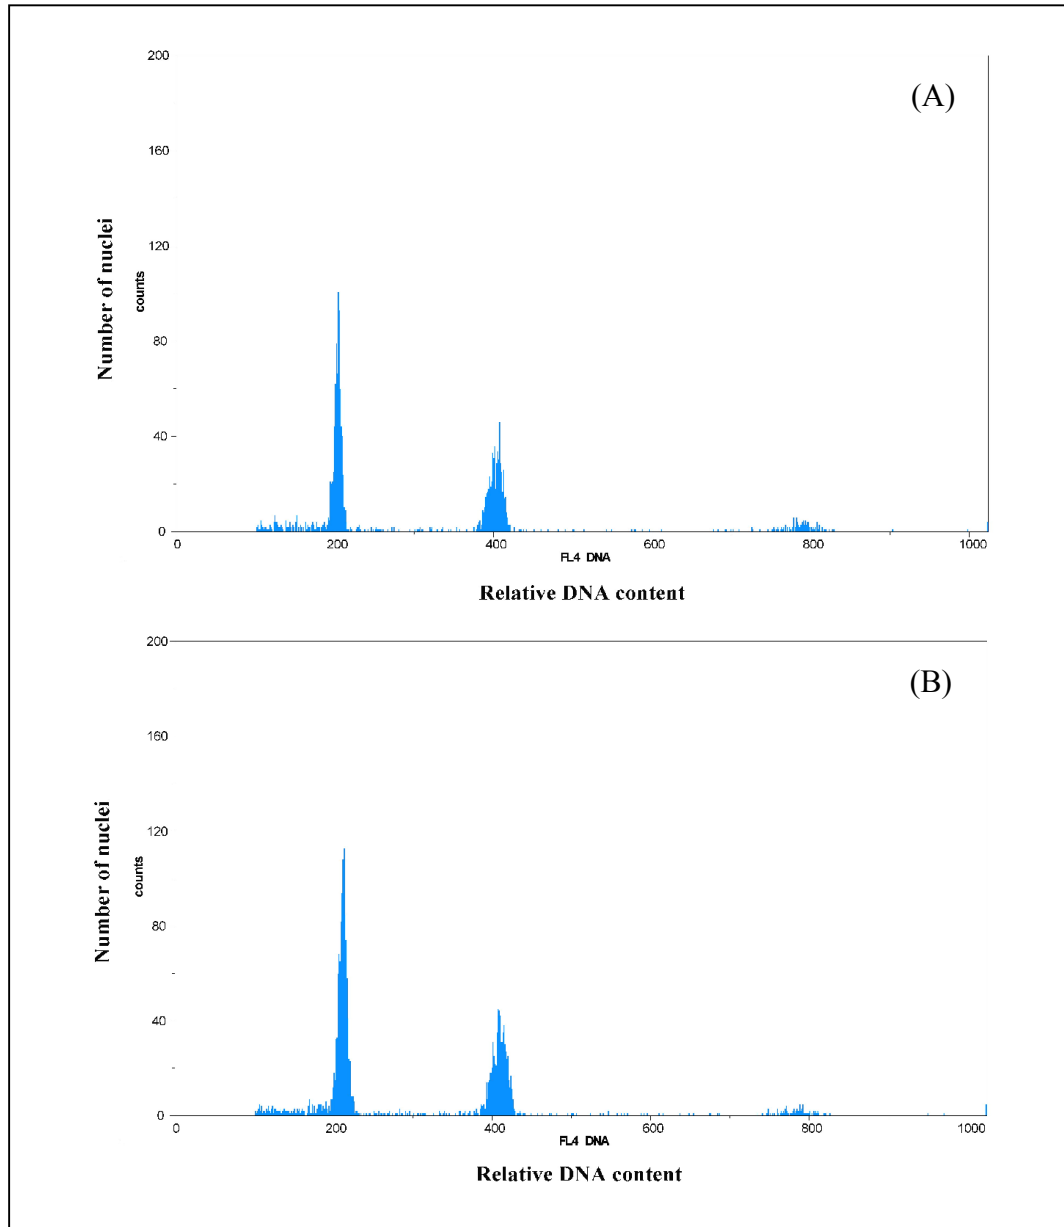 (A)
200
160
120
80
40
0
Number of nuclei
counts
0 200 400 600 800 1000
FL4 DNA
Relative DNA content
(B)
200
160
120
80
40
0
Number of nuclei
counts
0 200 400 600 800 1000
FL4 DNA
Relative DNA content